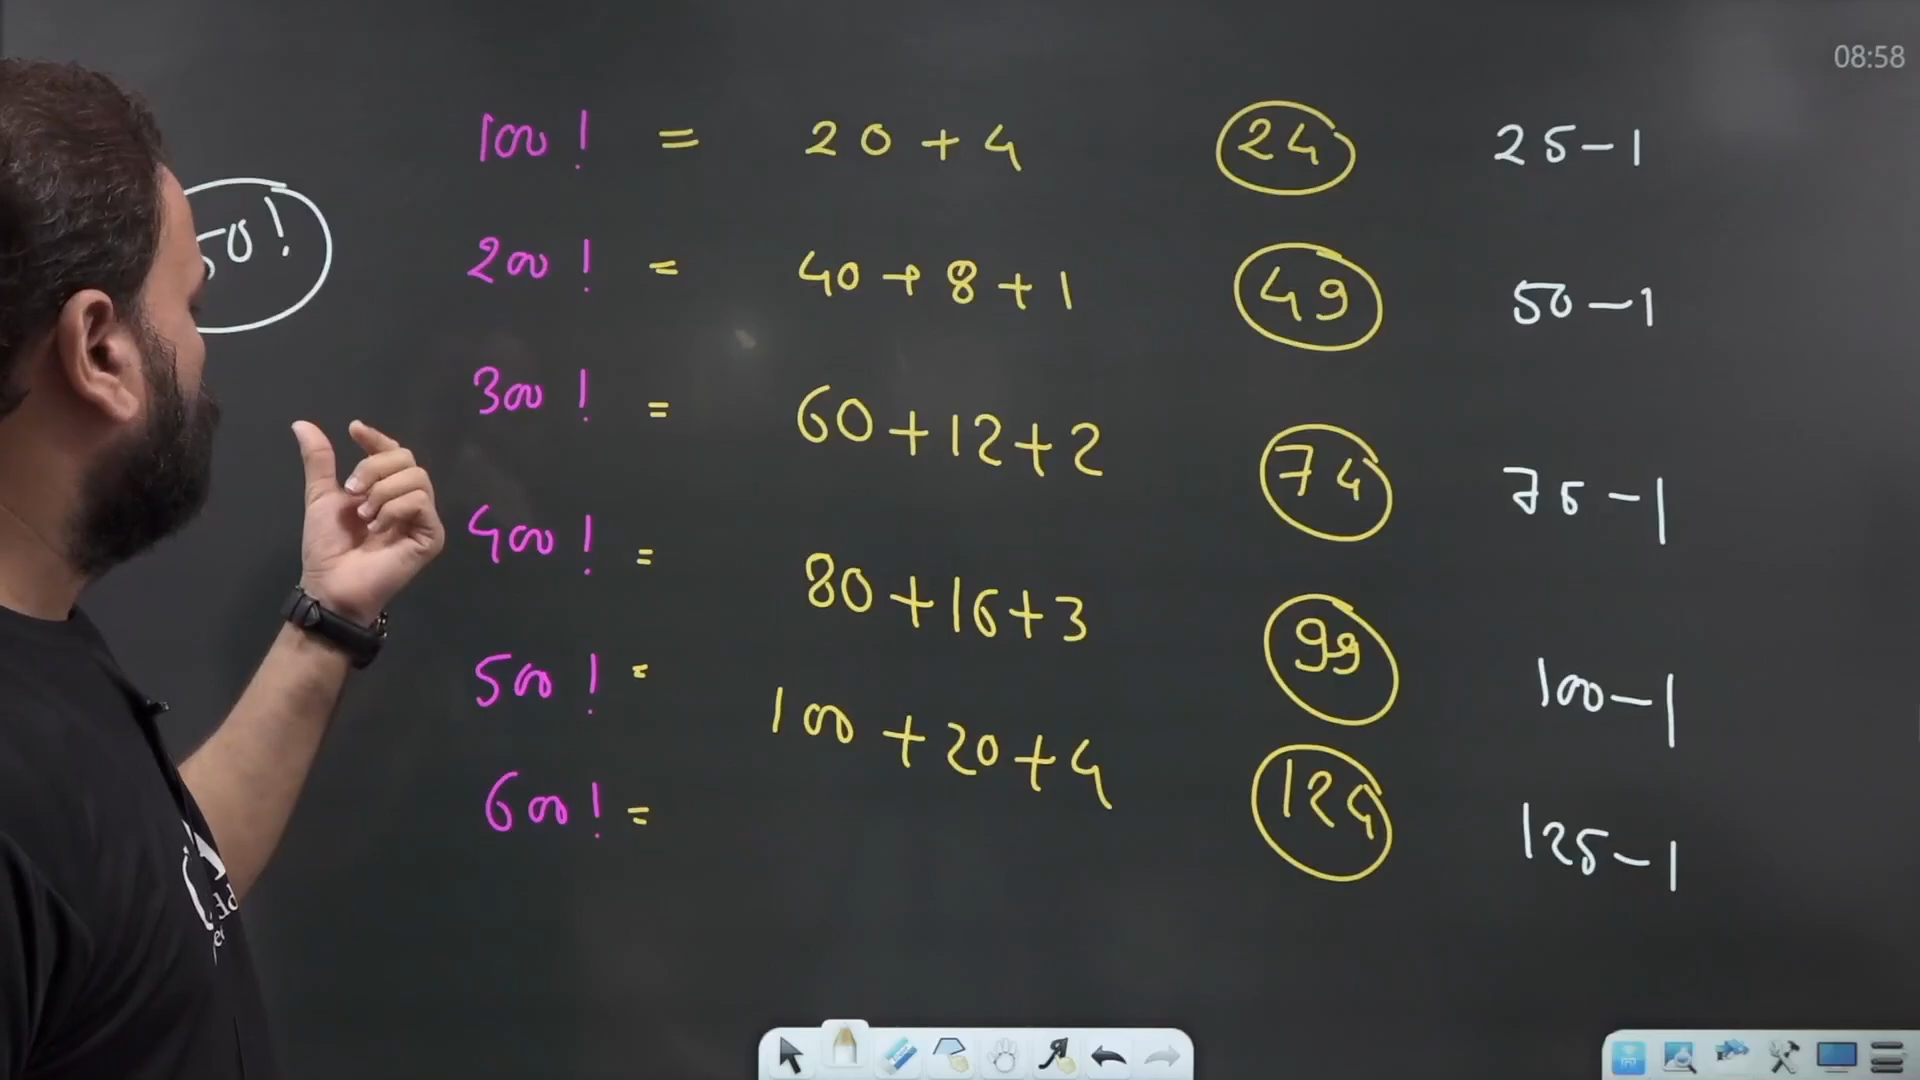 08:58
100! = 20+4 24 25-1
50!
200! = 40+8+1 49 50-1
300! = 60+12+2 74 75-1
400! = 80+16+3 99 100-1
500! = 100+20+4 124 125-1
600! =